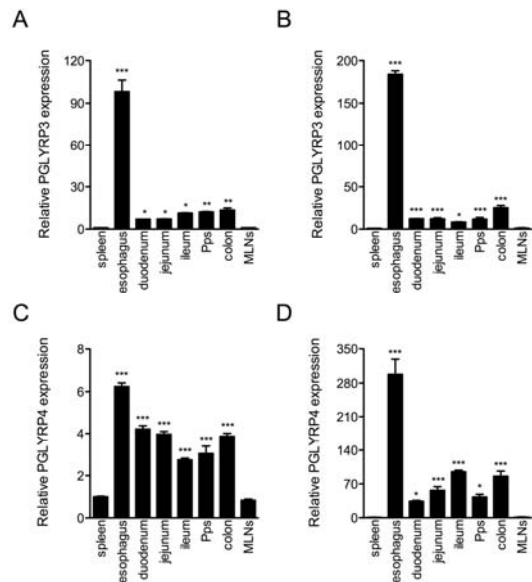 A
Relative PGLYRP3 expression
120
90
60
30
0
***
*
*
*
**
**
spleen
esophagus
duodenum
jejunum
ileum
Pps
colon
MLNs
B
Relative PGLYRP3 expression
200
150
100
50
0
***
***
***
*
***
***
spleen
esophagus
duodenum
jejunum
ileum
Pps
colon
MLNs
C
Relative PGLYRP4 expression
8
6
4
2
0
***
***
***
***
***
***
spleen
esophagus
duodenum
jejunum
ileum
Pps
colon
MLNs
D
Relative PGLYRP4 expression
350
280
210
140
70
0
***
*
***
***
*
***
spleen
esophagus
duodenum
jejunum
ileum
Pps
colon
MLNs